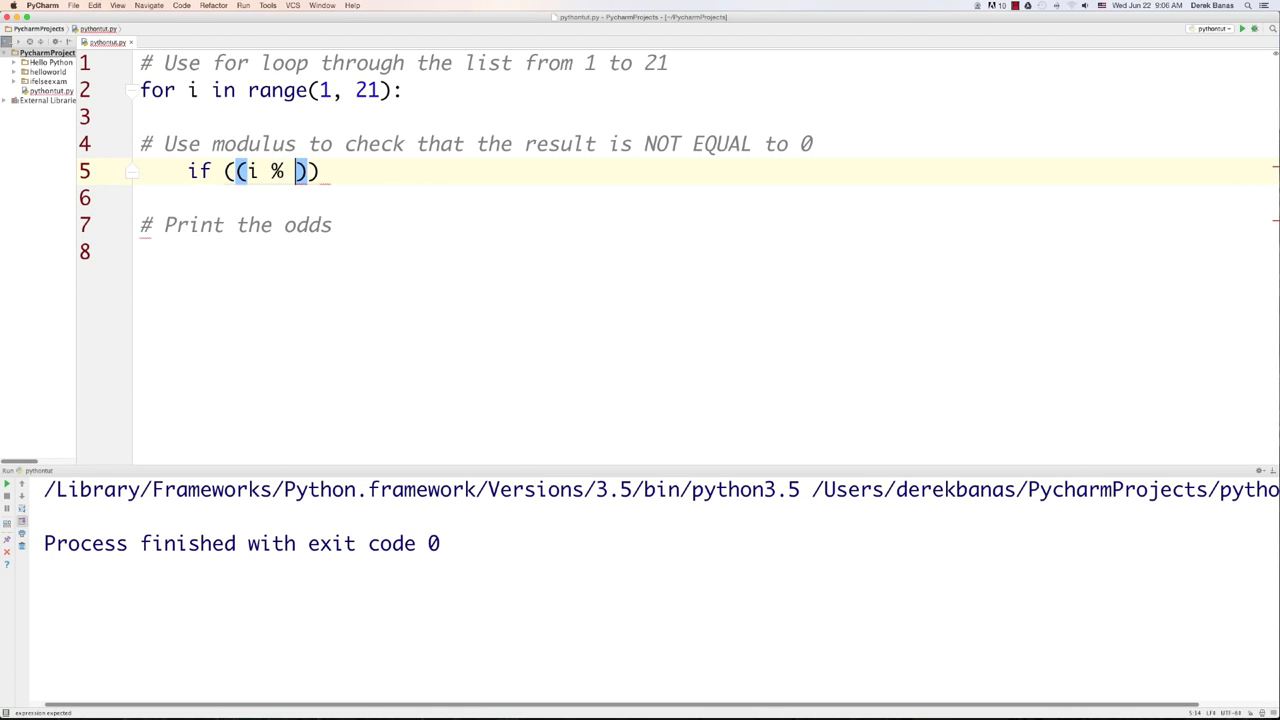 PyCharm File Edit View Navigate Code Refactor Run Tools VCS Window Help 10 Wed Jun 22 9:06 AM Derek Banas
pythontut.py - PycharmProjects - [~/PycharmProjects]
PycharmProjects pythontut.py pythontut
pythontut.py
PycharmProject
Hello Python
helloworld
ifelseexam
pythontut.py
External Librarie
1 # Use for loop through the list from 1 to 21
2 for i in range(1, 21):
3
4 # Use modulus to check that the result is NOT EQUAL to 0
5 if ((i % ))
6
7 # Print the odds
8
Run pythontut
/Library/Frameworks/Python.framework/Versions/3.5/bin/python3.5 /Users/derekbanas/PycharmProjects/pytho
Process finished with exit code 0
expression expected 5:14 LF UTF-8